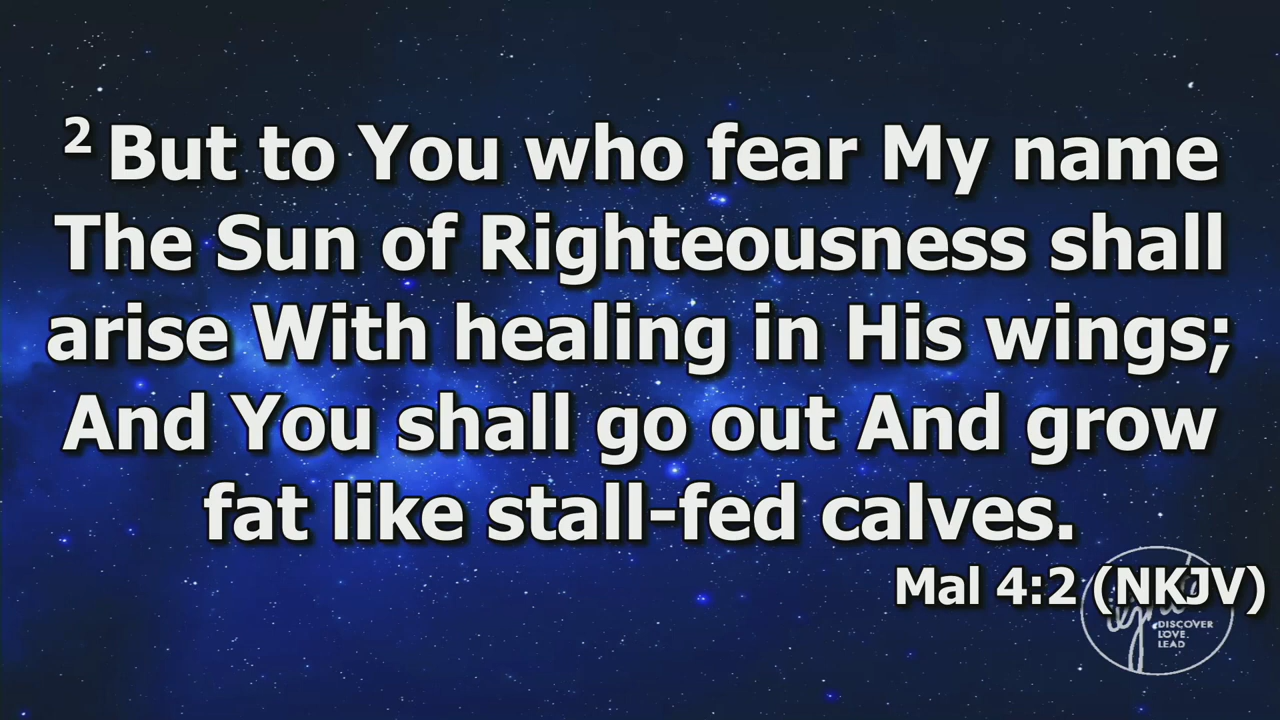 2 But to You who fear My name
The Sun of Righteousness shall
arise With healing in His wings;
And You shall go out And grow
fat like stall-fed calves.
Mal 4:2 (NKJV)
DISCOVER
LOVE
LEAD